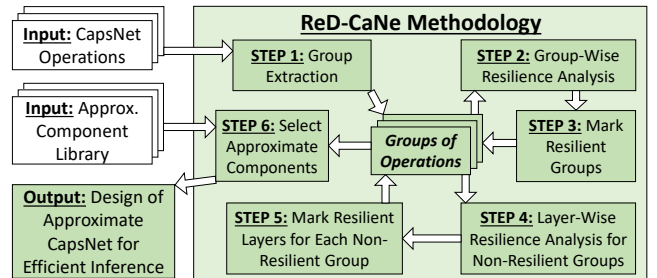 ReD-CaNe Methodology
Input: CapsNet
Operations
STEP 1: Group
Extraction
STEP 2: Group-Wise
Resilience Analysis
Input: Approx.
Component
Library
STEP 6: Select
Approximate
Components
Groups of
Operations
STEP 3: Mark
Resilient
Groups
Output: Design of
Approximate
CapsNet for
Efficient Inference
STEP 5: Mark Resilient
Layers for Each Non-
Resilient Group
STEP 4: Layer-Wise
Resilience Analysis for
Non-Resilient Groups